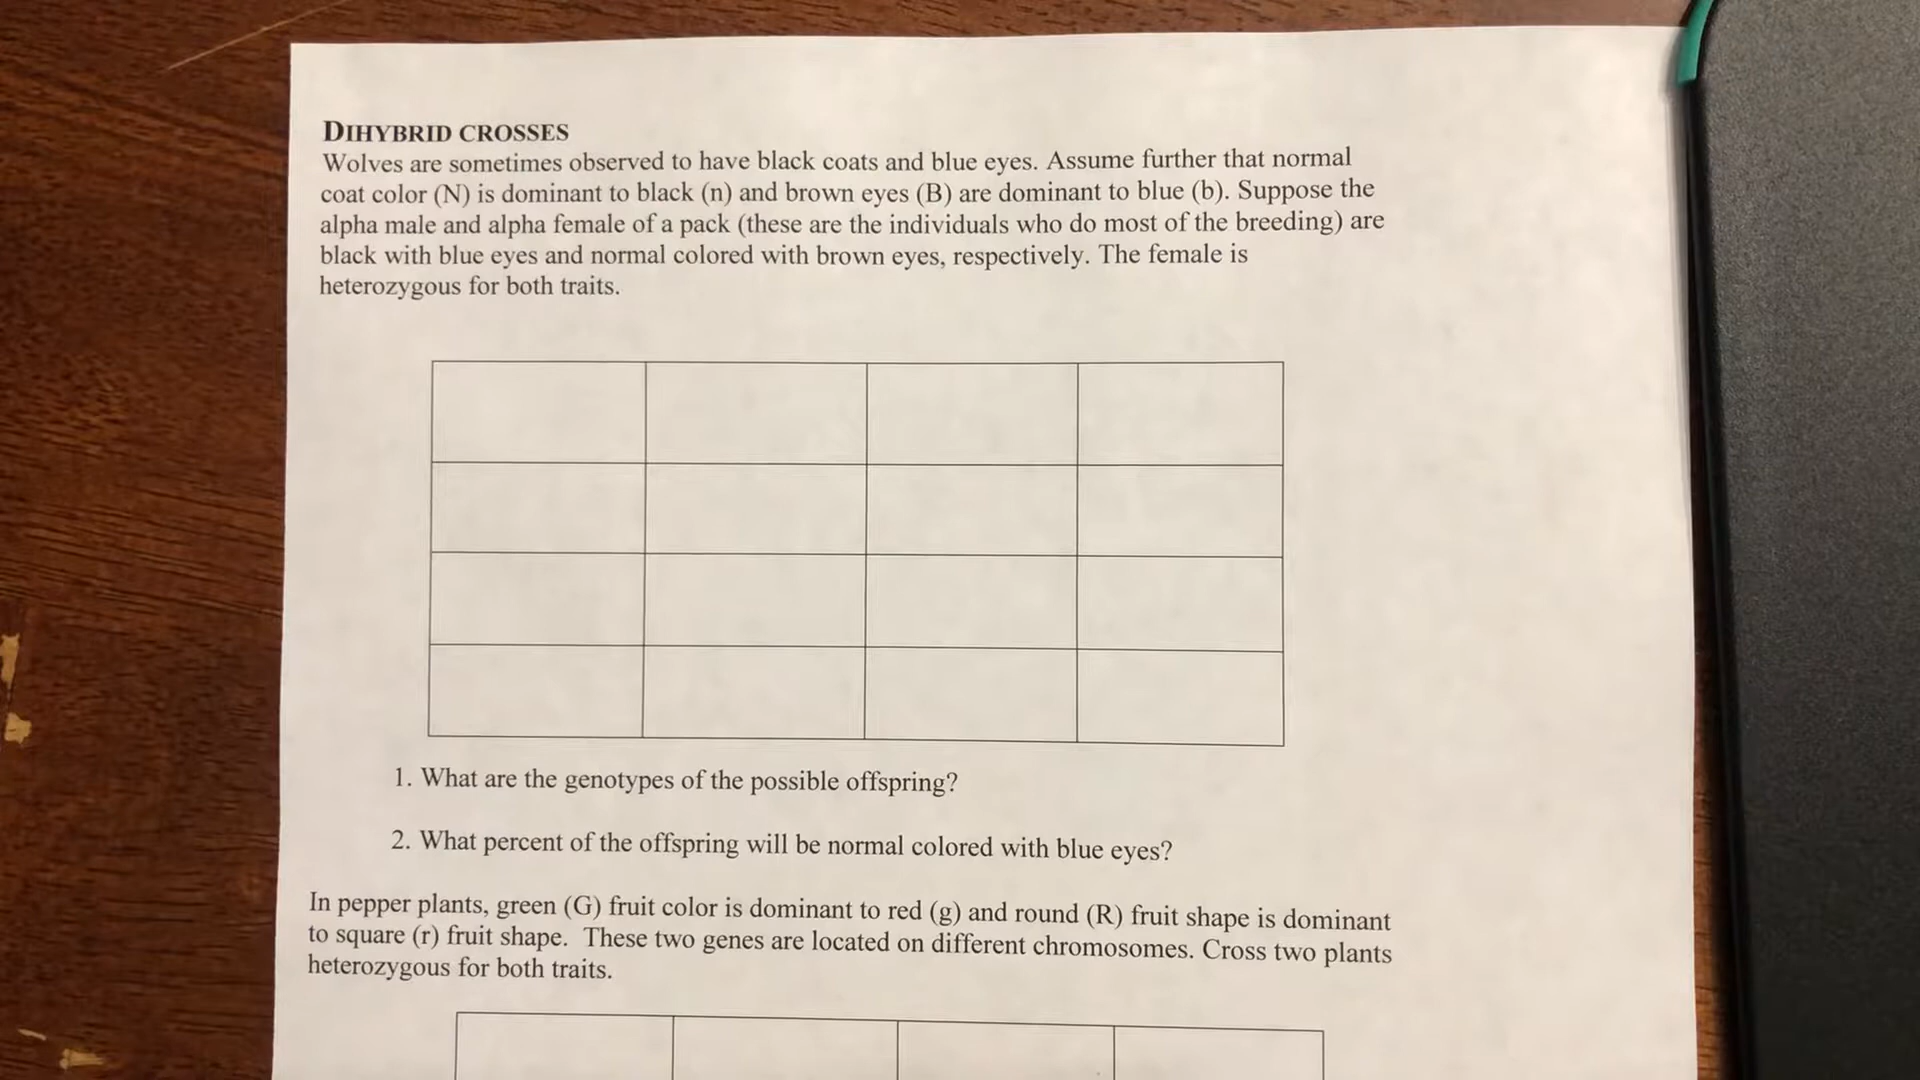 DIHYBRID CROSSES
Wolves are sometimes observed to have black coats and blue eyes. Assume further that normal
coat color (N) is dominant to black (n) and brown eyes (B) are dominant to blue (b). Suppose the
alpha male and alpha female of a pack (these are the individuals who do most of the breeding) are
black with blue eyes and normal colored with brown eyes, respectively. The female is
heterozygous for both traits.
1. What are the genotypes of the possible offspring?
2. What percent of the offspring will be normal colored with blue eyes?
In pepper plants, green (G) fruit color is dominant to red (g) and round (R) fruit shape is dominant
to square (r) fruit shape.  These two genes are located on different chromosomes. Cross two plants
heterozygous for both traits.